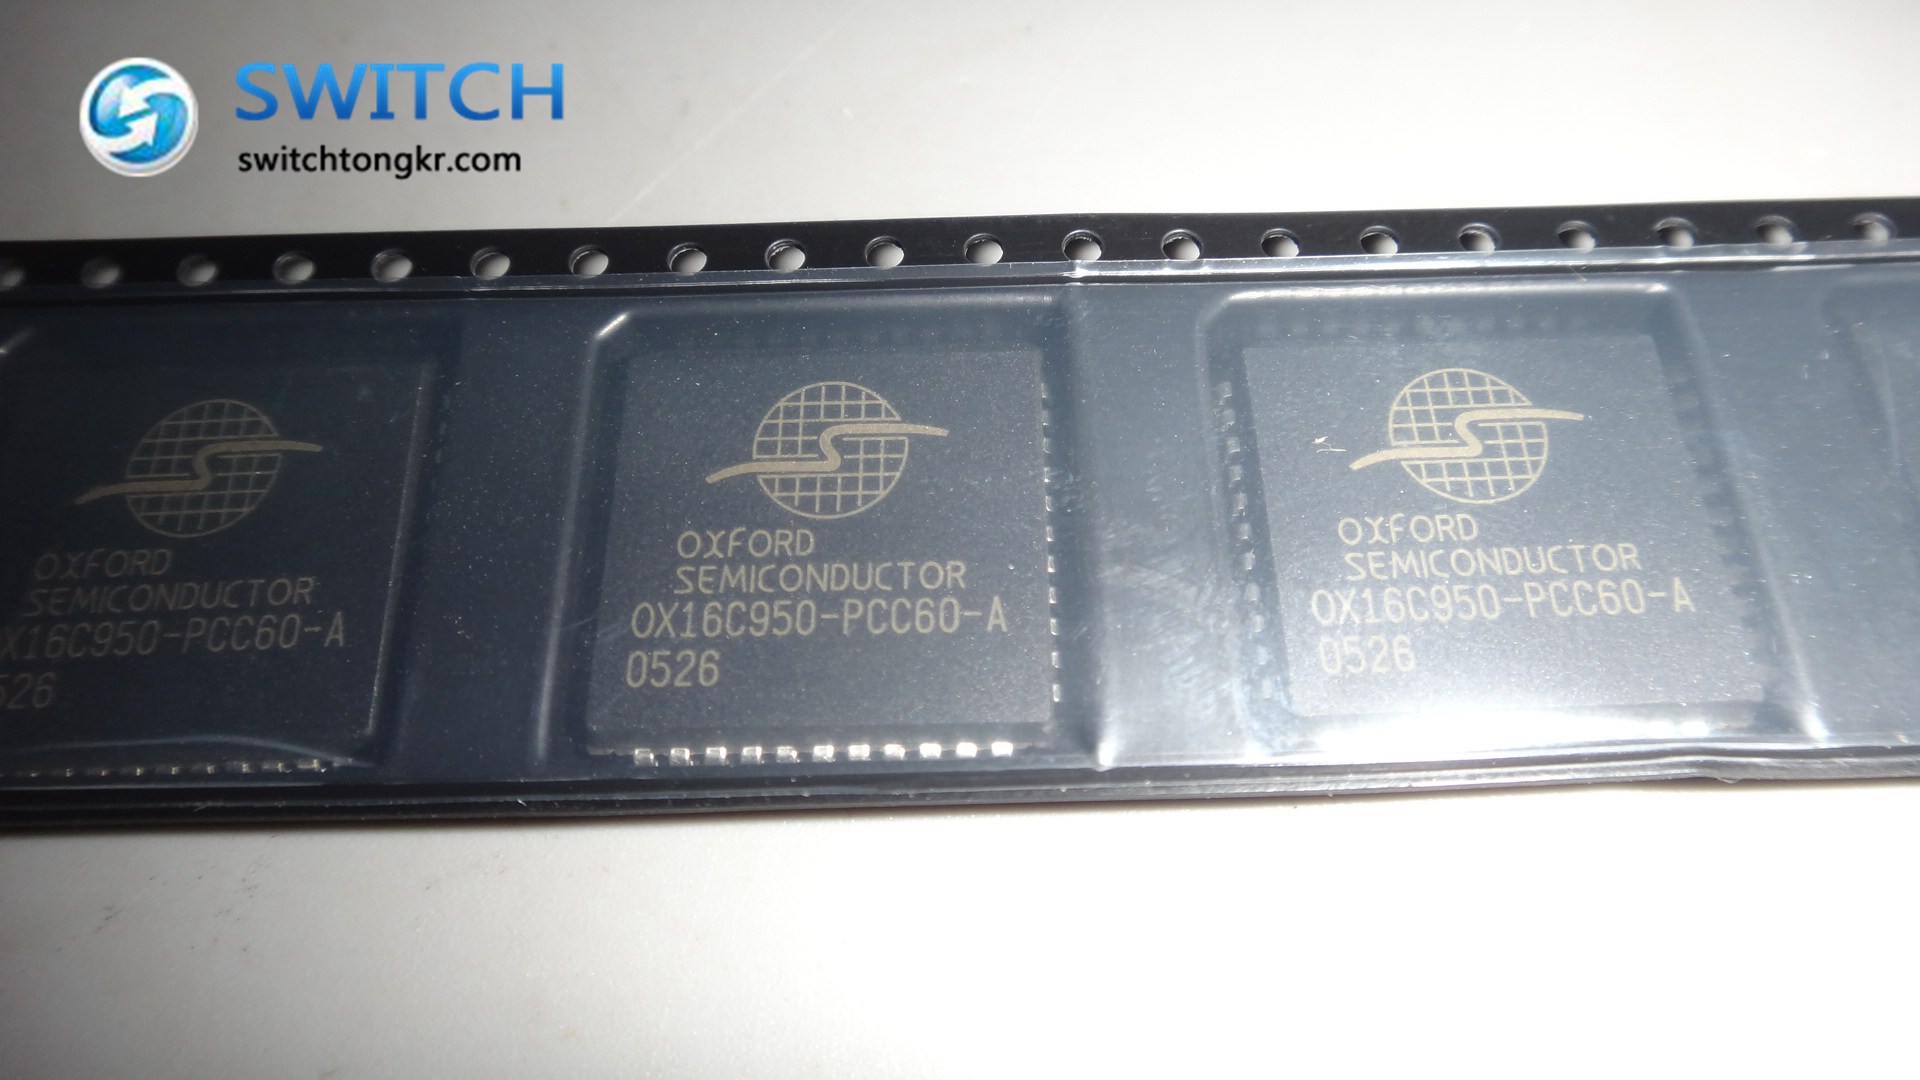 SWITCH
switchtongkr.com
OXFORD
SEMICONDUCTOR
X16C950-PCC60-A
526
OXFORD
SEMICONDUCTOR
OX16C950-PCC60-A
0526
OXFORD
SEMICONDUCTOR
OX16C950-PCC60-A
0526